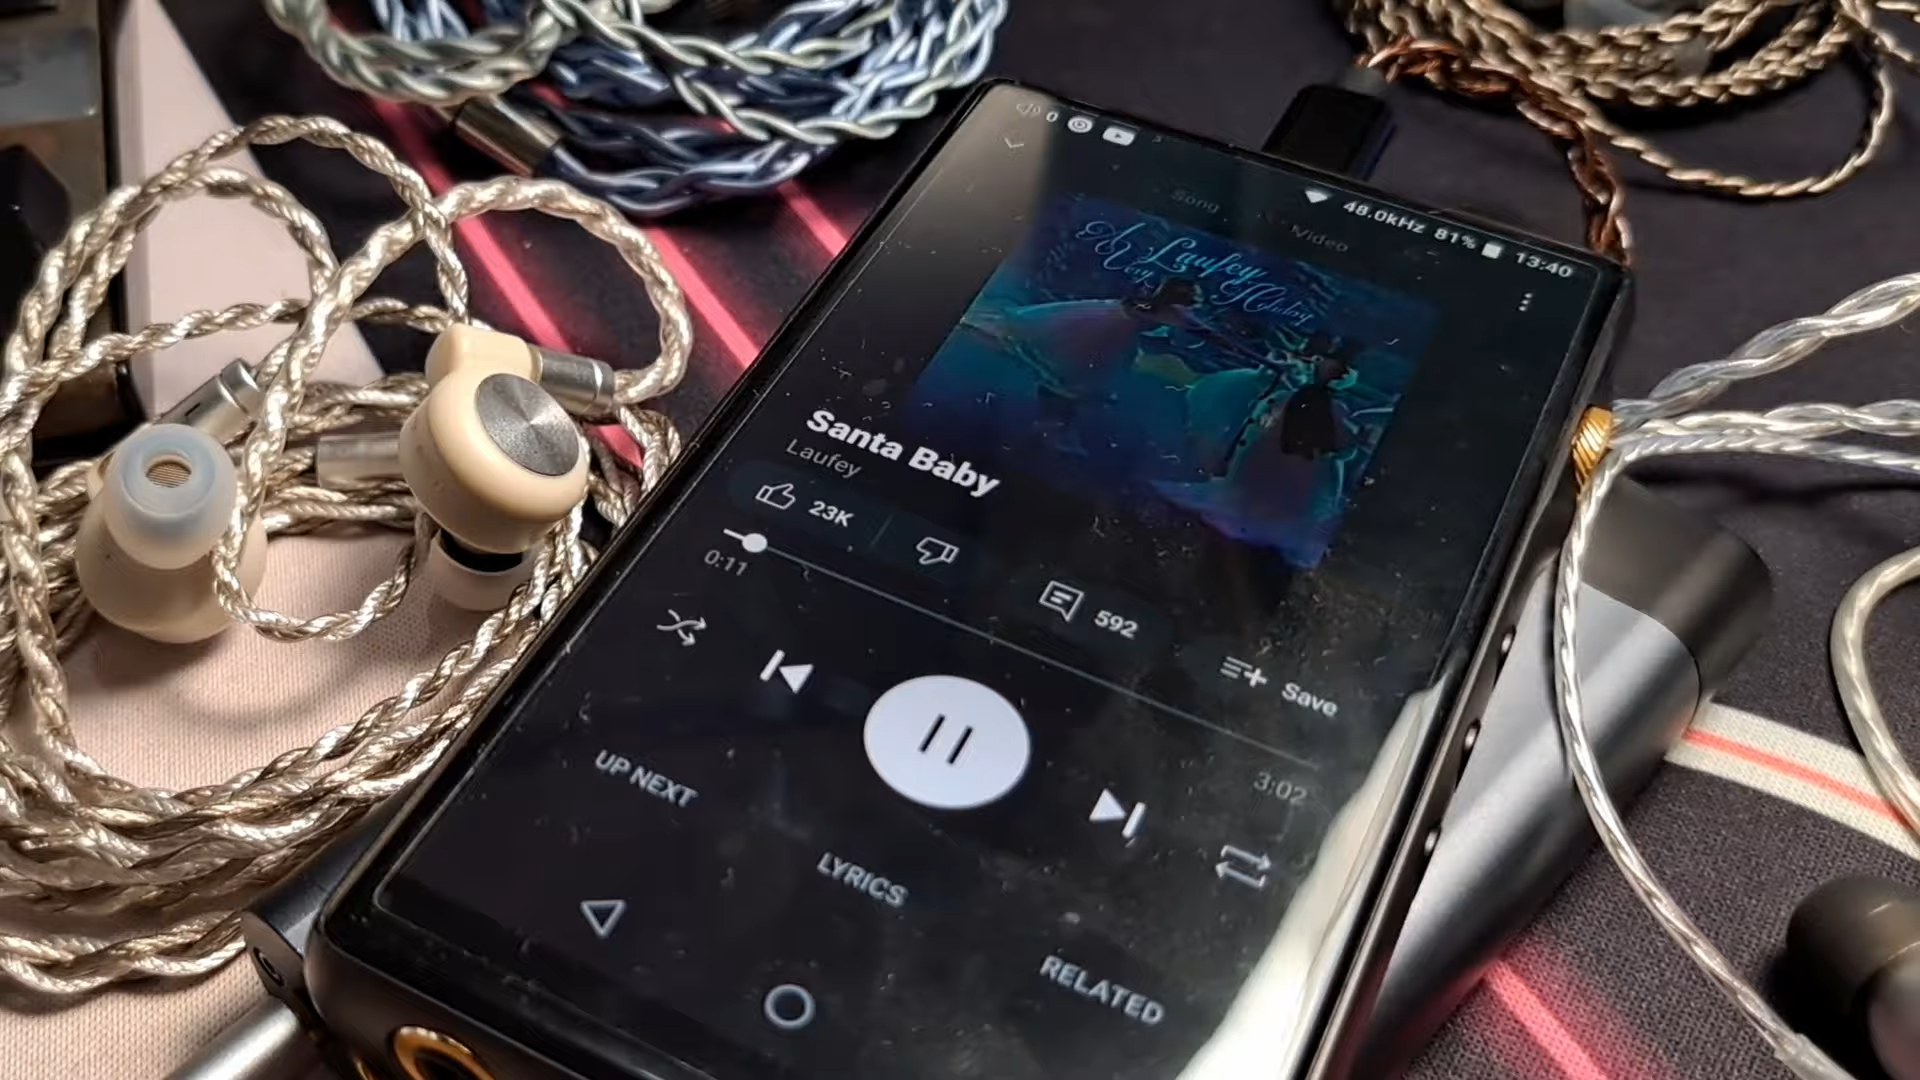 0
48.0kHz 81% 13:40
Song Video
A Very Laufey Holiday
Santa Baby
Laufey
23K
592
Save
0:11
3:02
UP NEXT
LYRICS
RELATED